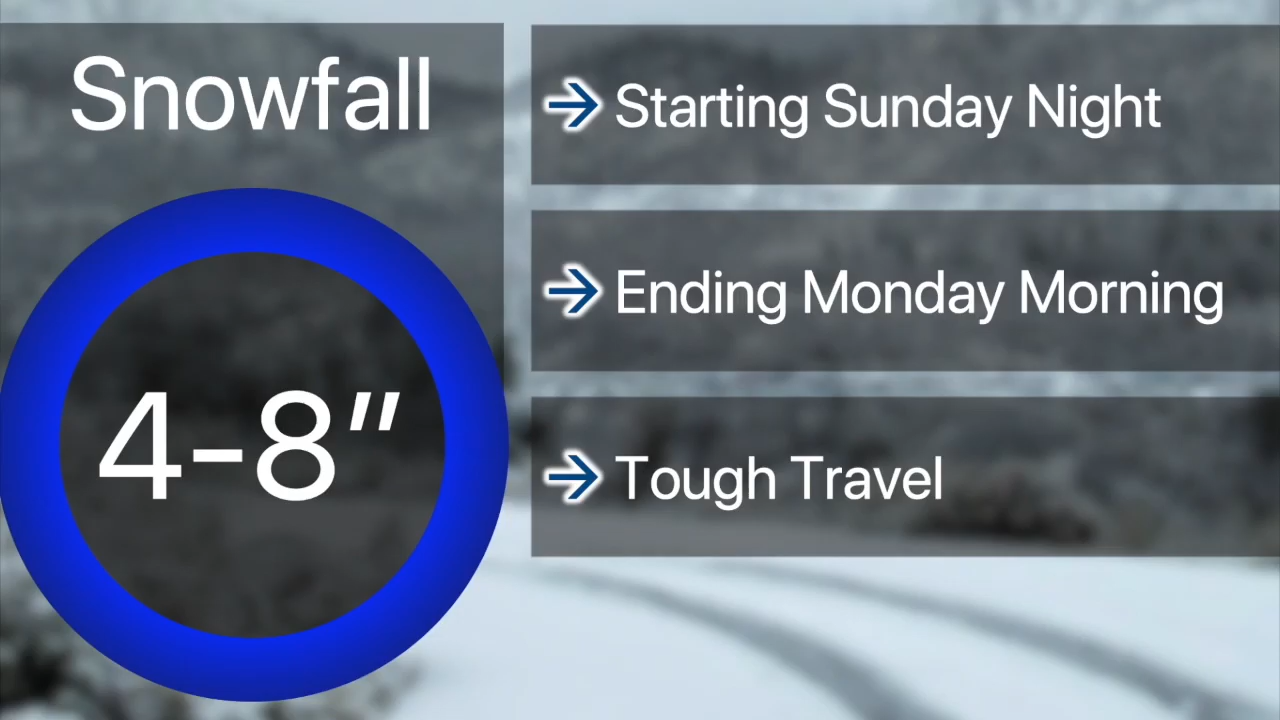 Snowfall
4-8"
Starting Sunday Night
Ending Monday Morning
Tough Travel